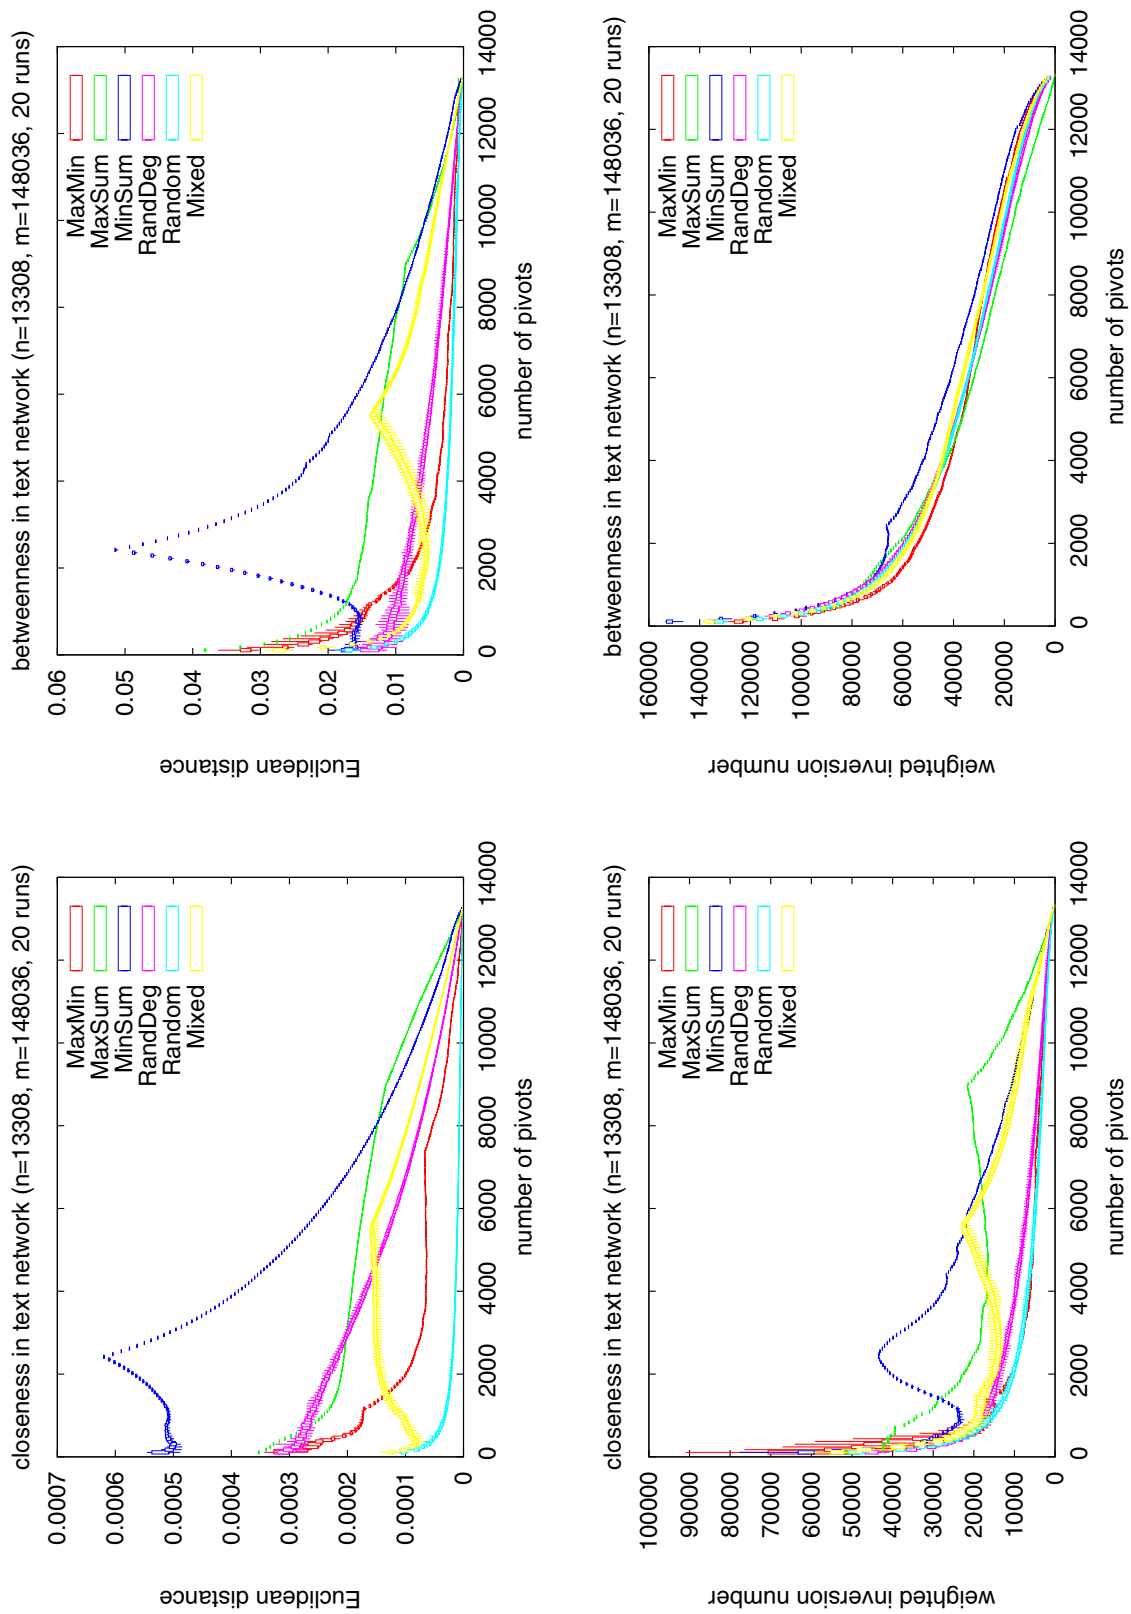 closeness in text network (n=13308, m=148036, 20 runs)
0.0007
0.0006
0.0005
0.0004
0.0003
0.0002
0.0001
0
Euclidean distance
MaxMin
MaxSum
MinSum
RandDeg
Random
Mixed
0 2000 4000 6000 8000 10000 12000 14000
number of pivots
betweenness in text network (n=13308, m=148036, 20 runs)
0.06
0.05
0.04
0.03
0.02
0.01
0
Euclidean distance
MaxMin
MaxSum
MinSum
RandDeg
Random
Mixed
0 2000 4000 6000 8000 10000 12000 14000
number of pivots
closeness in text network (n=13308, m=148036, 20 runs)
100000
90000
80000
70000
60000
50000
40000
30000
20000
10000
0
weighted inversion number
MaxMin
MaxSum
MinSum
RandDeg
Random
Mixed
0 2000 4000 6000 8000 10000 12000 14000
number of pivots
betweenness in text network (n=13308, m=148036, 20 runs)
160000
140000
120000
100000
80000
60000
40000
20000
0
weighted inversion number
MaxMin
MaxSum
MinSum
RandDeg
Random
Mixed
0 2000 4000 6000 8000 10000 12000 14000
number of pivots